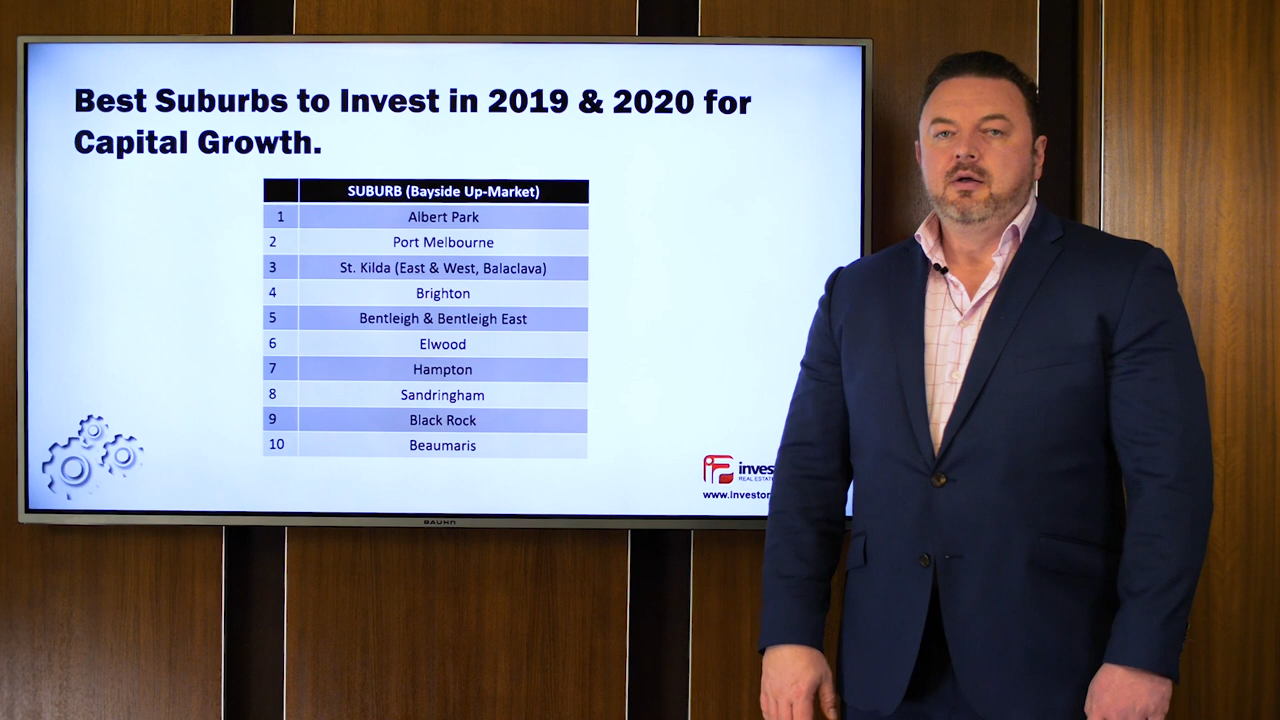 Best Suburbs to Invest in 2019 & 2020 for
Capital Growth.
SUBURB (Bayside Up-Market)
1 Albert Park
2 Port Melbourne
3 St. Kilda (East & West, Balaclava)
4 Brighton
5 Bentleigh & Bentleigh East
6 Elwood
7 Hampton
8 Sandringham
9 Black Rock
10 Beaumaris
REAL ESTATE
BAUHN